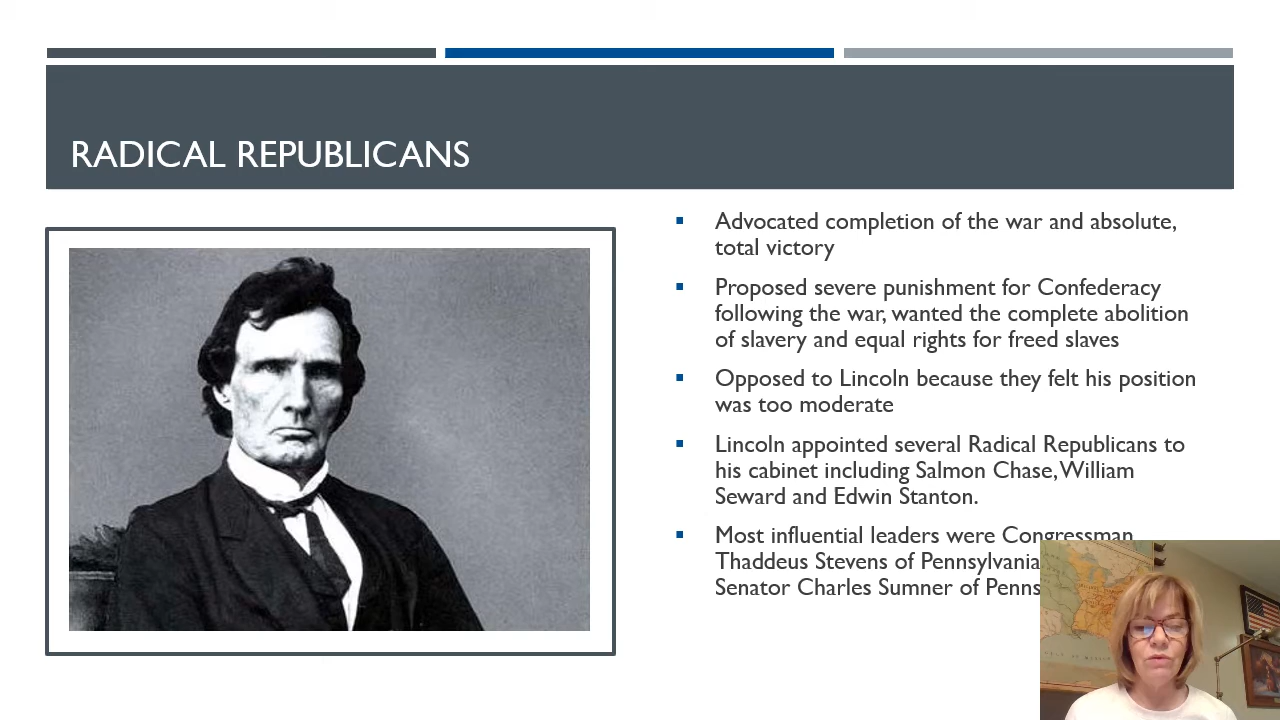 RADICAL REPUBLICANS
Advocated completion of the war and absolute,
total victory
Proposed severe punishment for Confederacy
following the war, wanted the complete abolition
of slavery and equal rights for freed slaves
Opposed to Lincoln because they felt his position
was too moderate
Lincoln appointed several Radical Republicans to
his cabinet including Salmon Chase, William
Seward and Edwin Stanton.
Most influential leaders were Congressman
Thaddeus Stevens of Pennsylvania
Senator Charles Sumner of Penns